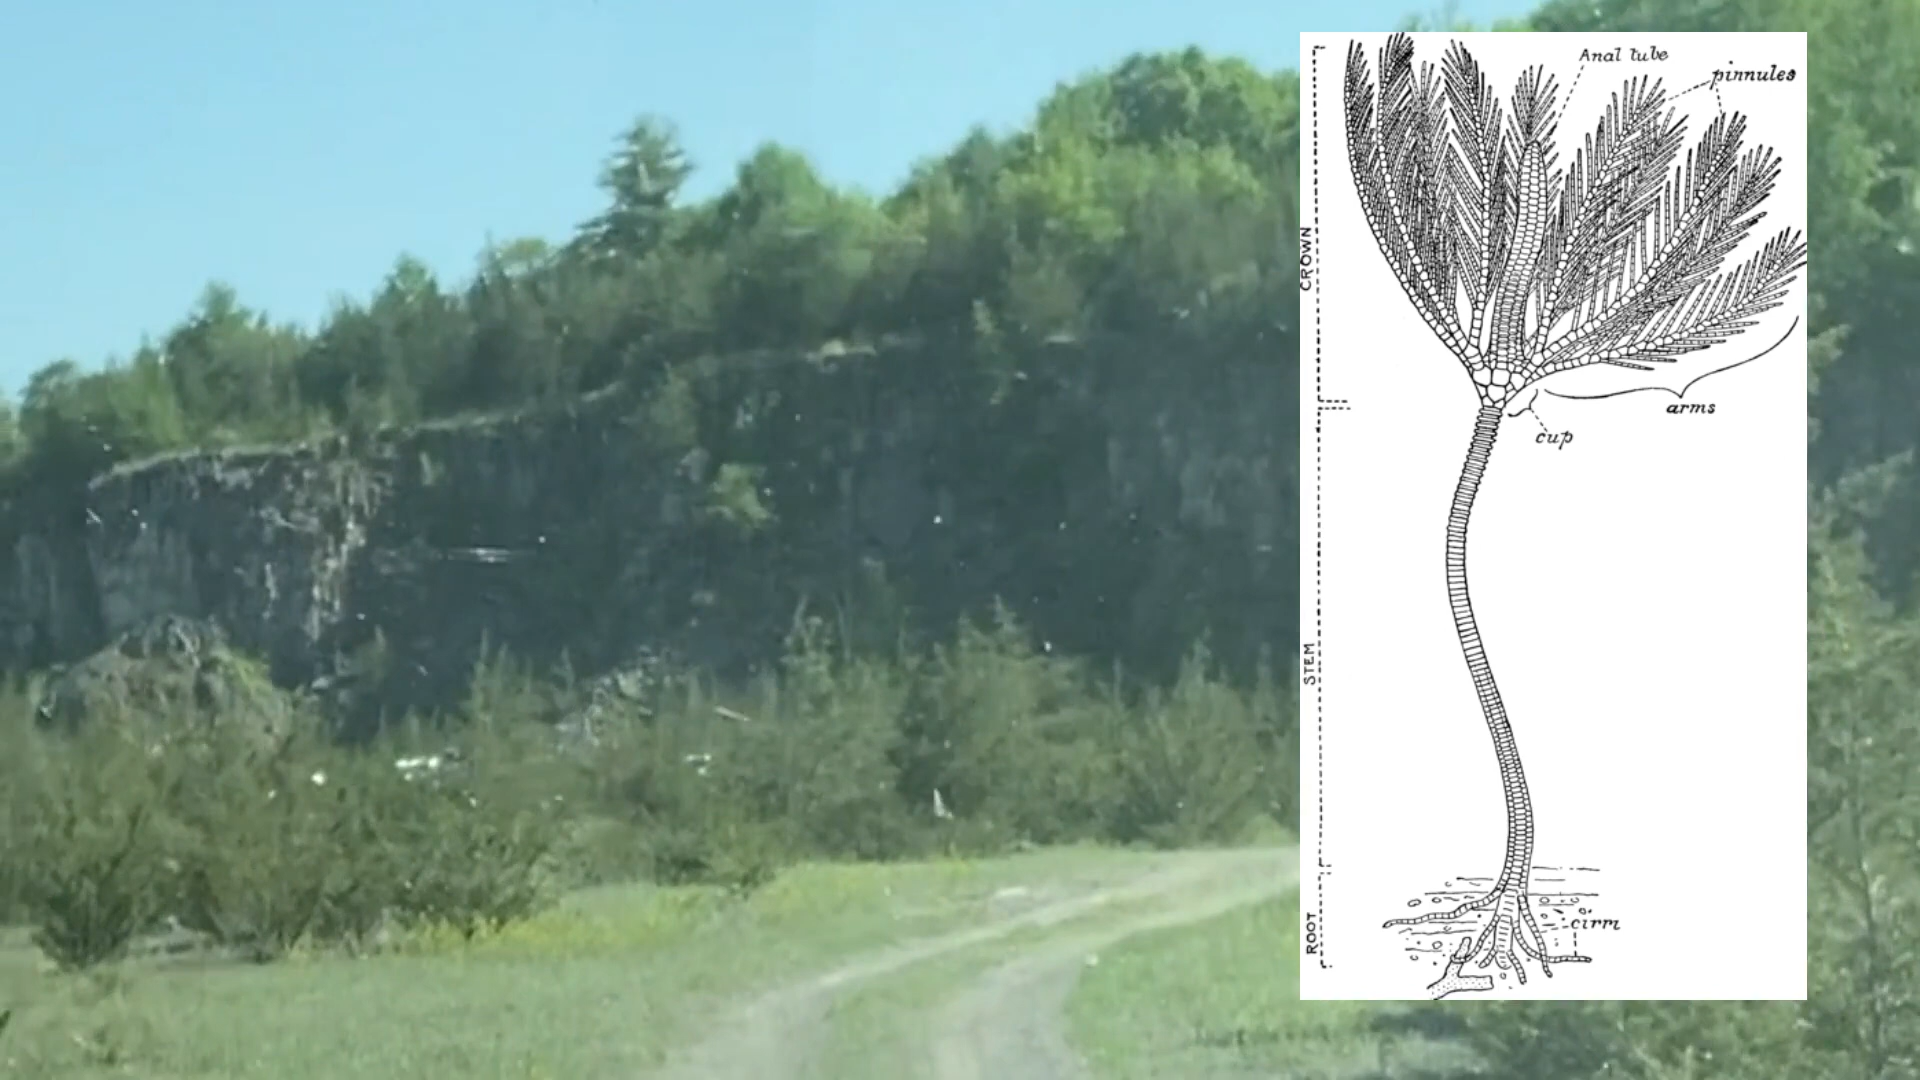 Anal tube
pinnules
CROWN
arms
cup
STEM
ROOT
cirri